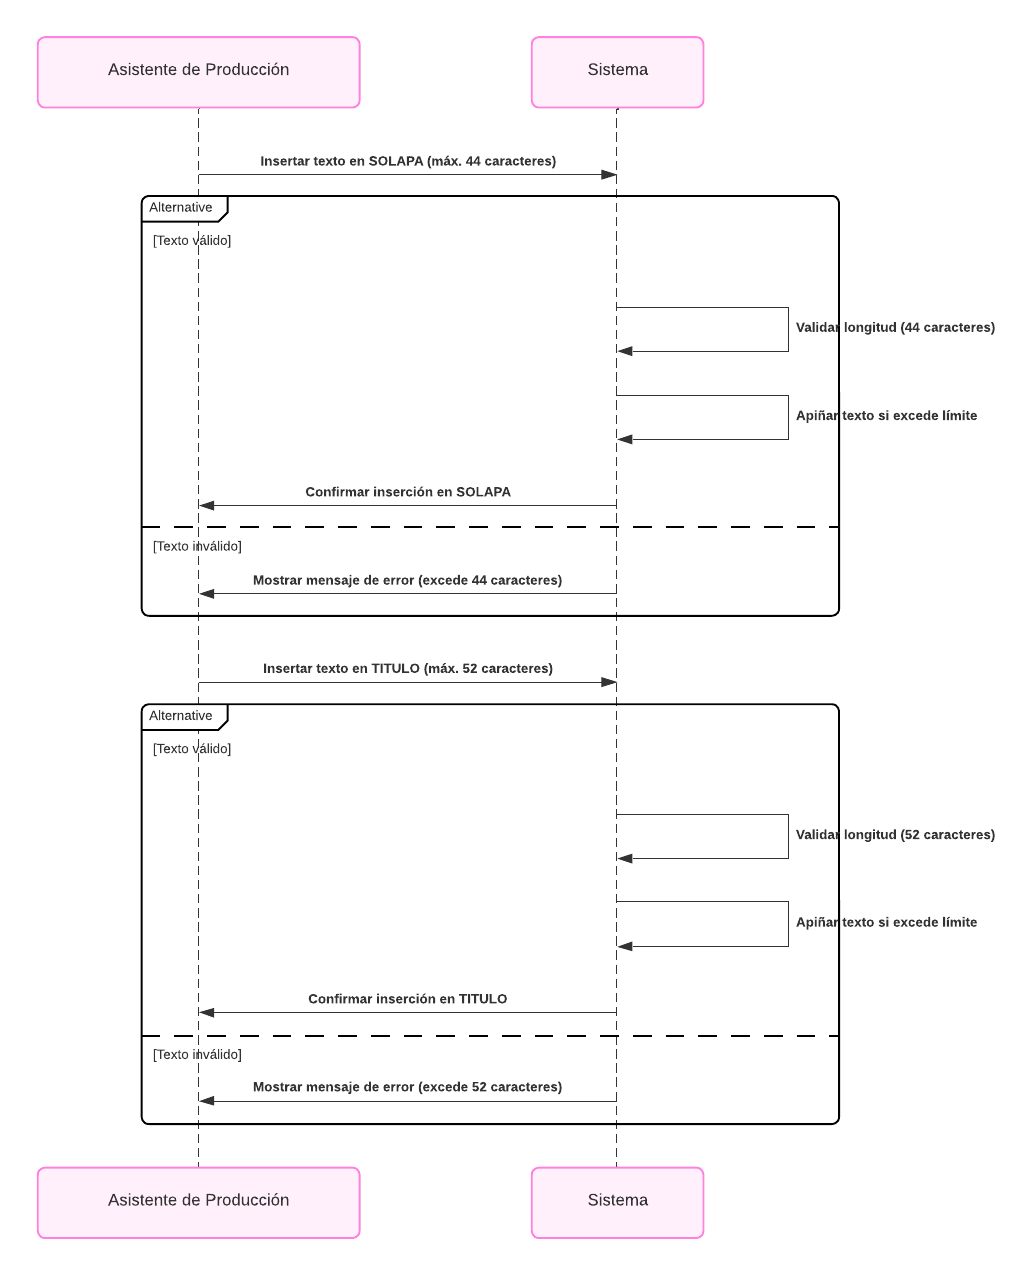 Asistente de Producción
Sistema
Insertar texto en SOLAPA (máx. 44 caracteres)
Alternative
[Texto válido]
Validar longitud (44 caracteres)
Apiñar texto si excede límite
Confirmar inserción en SOLAPA
[Texto inválido]
Mostrar mensaje de error (excede 44 caracteres)
Insertar texto en TITULO (máx. 52 caracteres)
Alternative
[Texto válido]
Validar longitud (52 caracteres)
Apiñar texto si excede límite
Confirmar inserción en TITULO
[Texto inválido]
Mostrar mensaje de error (excede 52 caracteres)
Asistente de Producción
Sistema